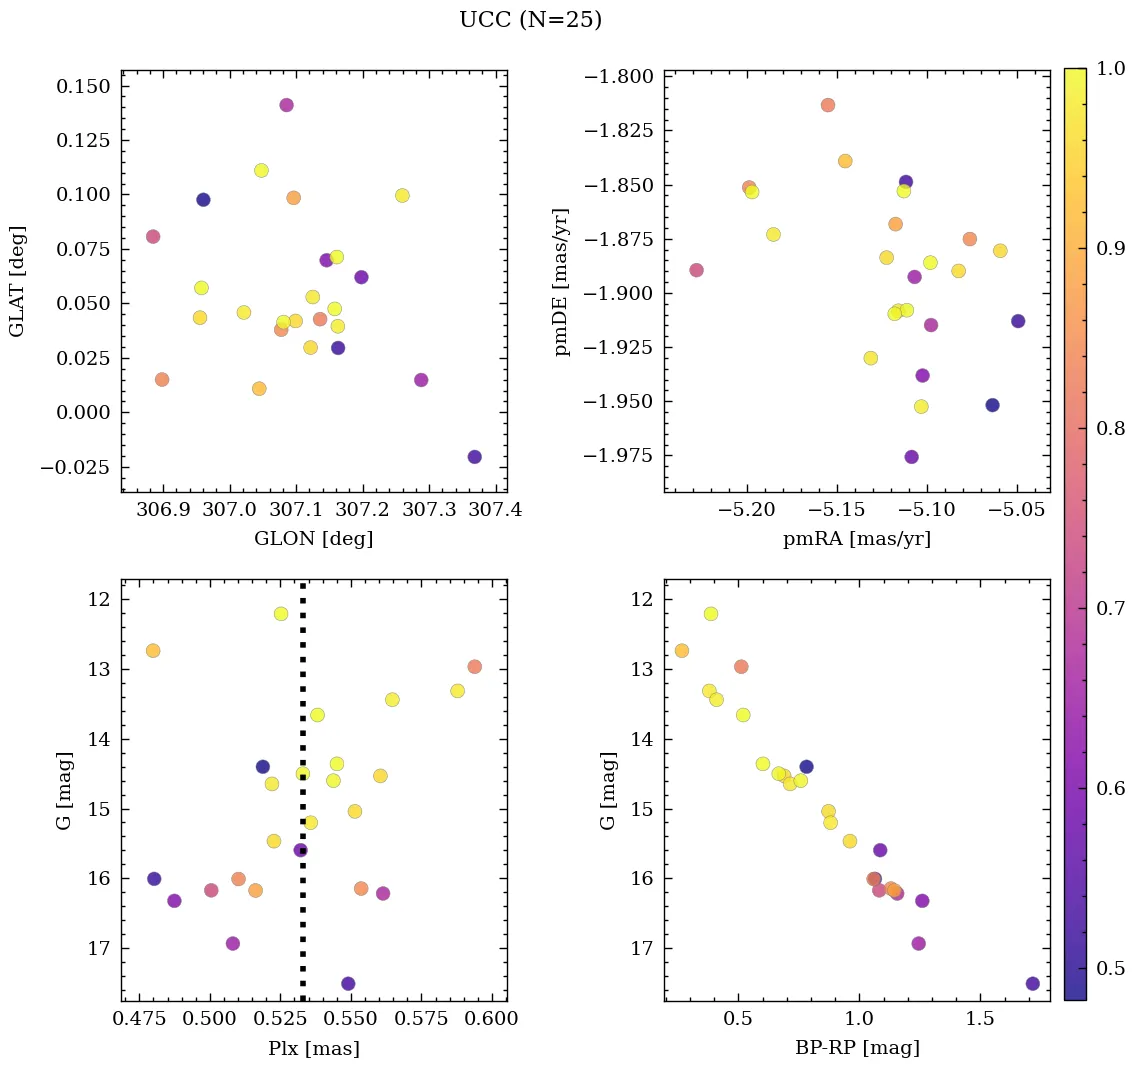 UCC (N=25)
0.150
0.125
0.100
0.075
0.050
0.025
0.000
−0.025
GLAT [deg]
306.9 307.0 307.1 307.2 307.3 307.4
GLON [deg]
−1.800
−1.825
−1.850
−1.875
−1.900
−1.925
−1.950
−1.975
pmDE [mas/yr]
−5.20 −5.15 −5.10 −5.05
pmRA [mas/yr]
12
13
14
15
16
17
G [mag]
0.475 0.500 0.525 0.550 0.575 0.600
Plx [mas]
12
13
14
15
16
17
G [mag]
0.5 1.0 1.5
BP-RP [mag]
1.0
0.9
0.8
0.7
0.6
0.5